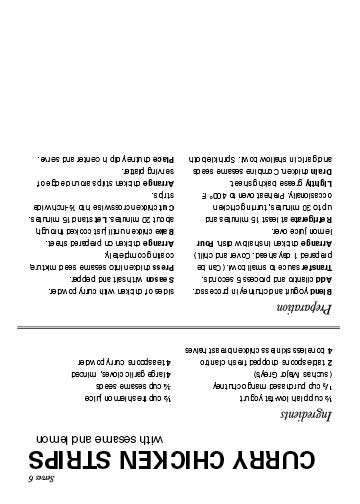 Serves 6
CURRY CHICKEN STRIPS
with sesame and lemon
Ingredients
½ cup plain low-fat yogurt
½ cup purchased mango chutney
(such as Major Grey's)
2 tablespoons chopped fresh cilantro
4 boneless skinless chicken breast halves
½ cup fresh lemon juice
¾ cup sesame seeds
4 large garlic cloves, minced
4 teaspoons curry powder
Preparation
Blend yogurt and chutney in processor.
Add cilantro and process 5 seconds.
Transfer sauce to small bowl. (Can be
prepared 1 day ahead. Cover and chill.)
Arrange chicken in shallow dish. Pour
lemon juice over.
Refrigerate at least 15 minutes and
up to 30 minutes, turning chicken
occasionally. Preheat oven to 400° F.
Lightly grease baking sheet.
Drain chicken. Combine sesame seeds
and garlic in shallow bowl. Sprinkle both
sides of chicken with curry powder.
Season with salt and pepper.
Press chicken into sesame seed mixture,
coating completely.
Arrange chicken on prepared sheet.
Bake chicken until just cooked through,
about 20 minutes. Let stand 15 minutes.
Cut chicken crosswise into ½-inch-wide
strips.
Arrange chicken strips around edge of
serving platter.
Place chutney dip in center and serve.